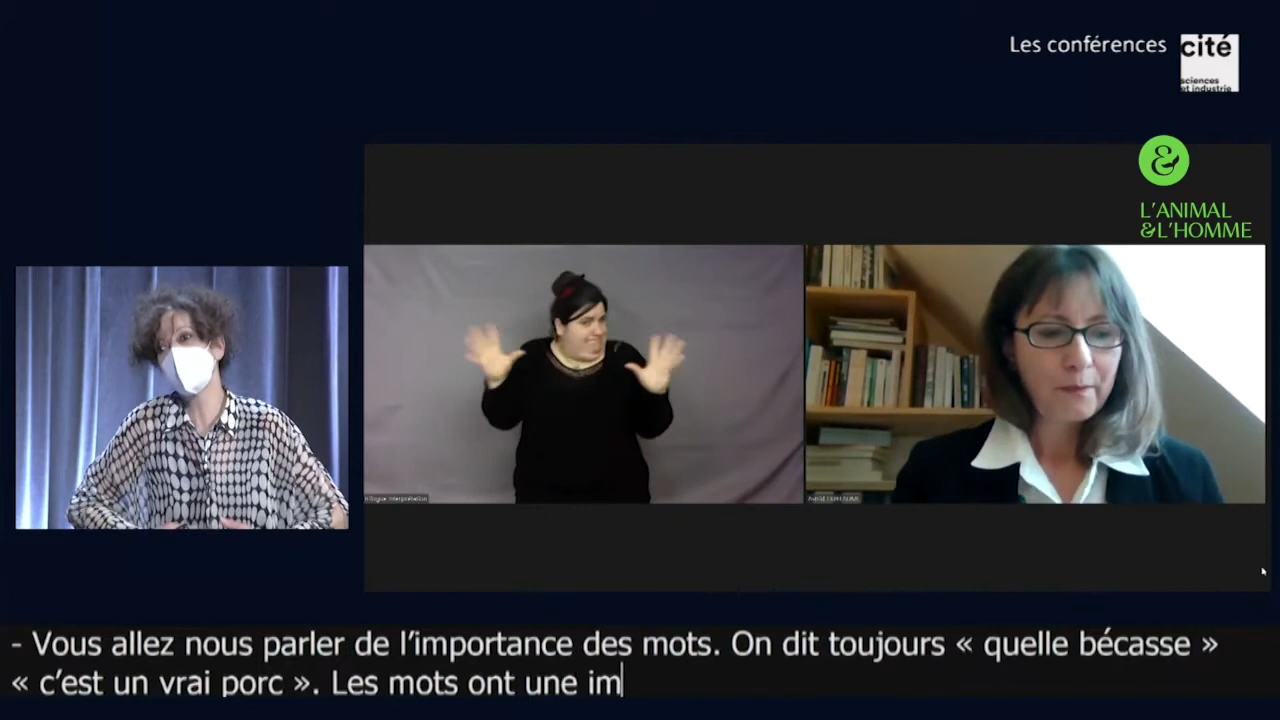 Les conférences
cité
sciences
et industrie
&
L'ANIMAL
&L'HOMME
- Vous allez nous parler de l'importance des mots. On dit toujours « quelle bécasse »
« c'est un vrai porc ». Les mots ont une im